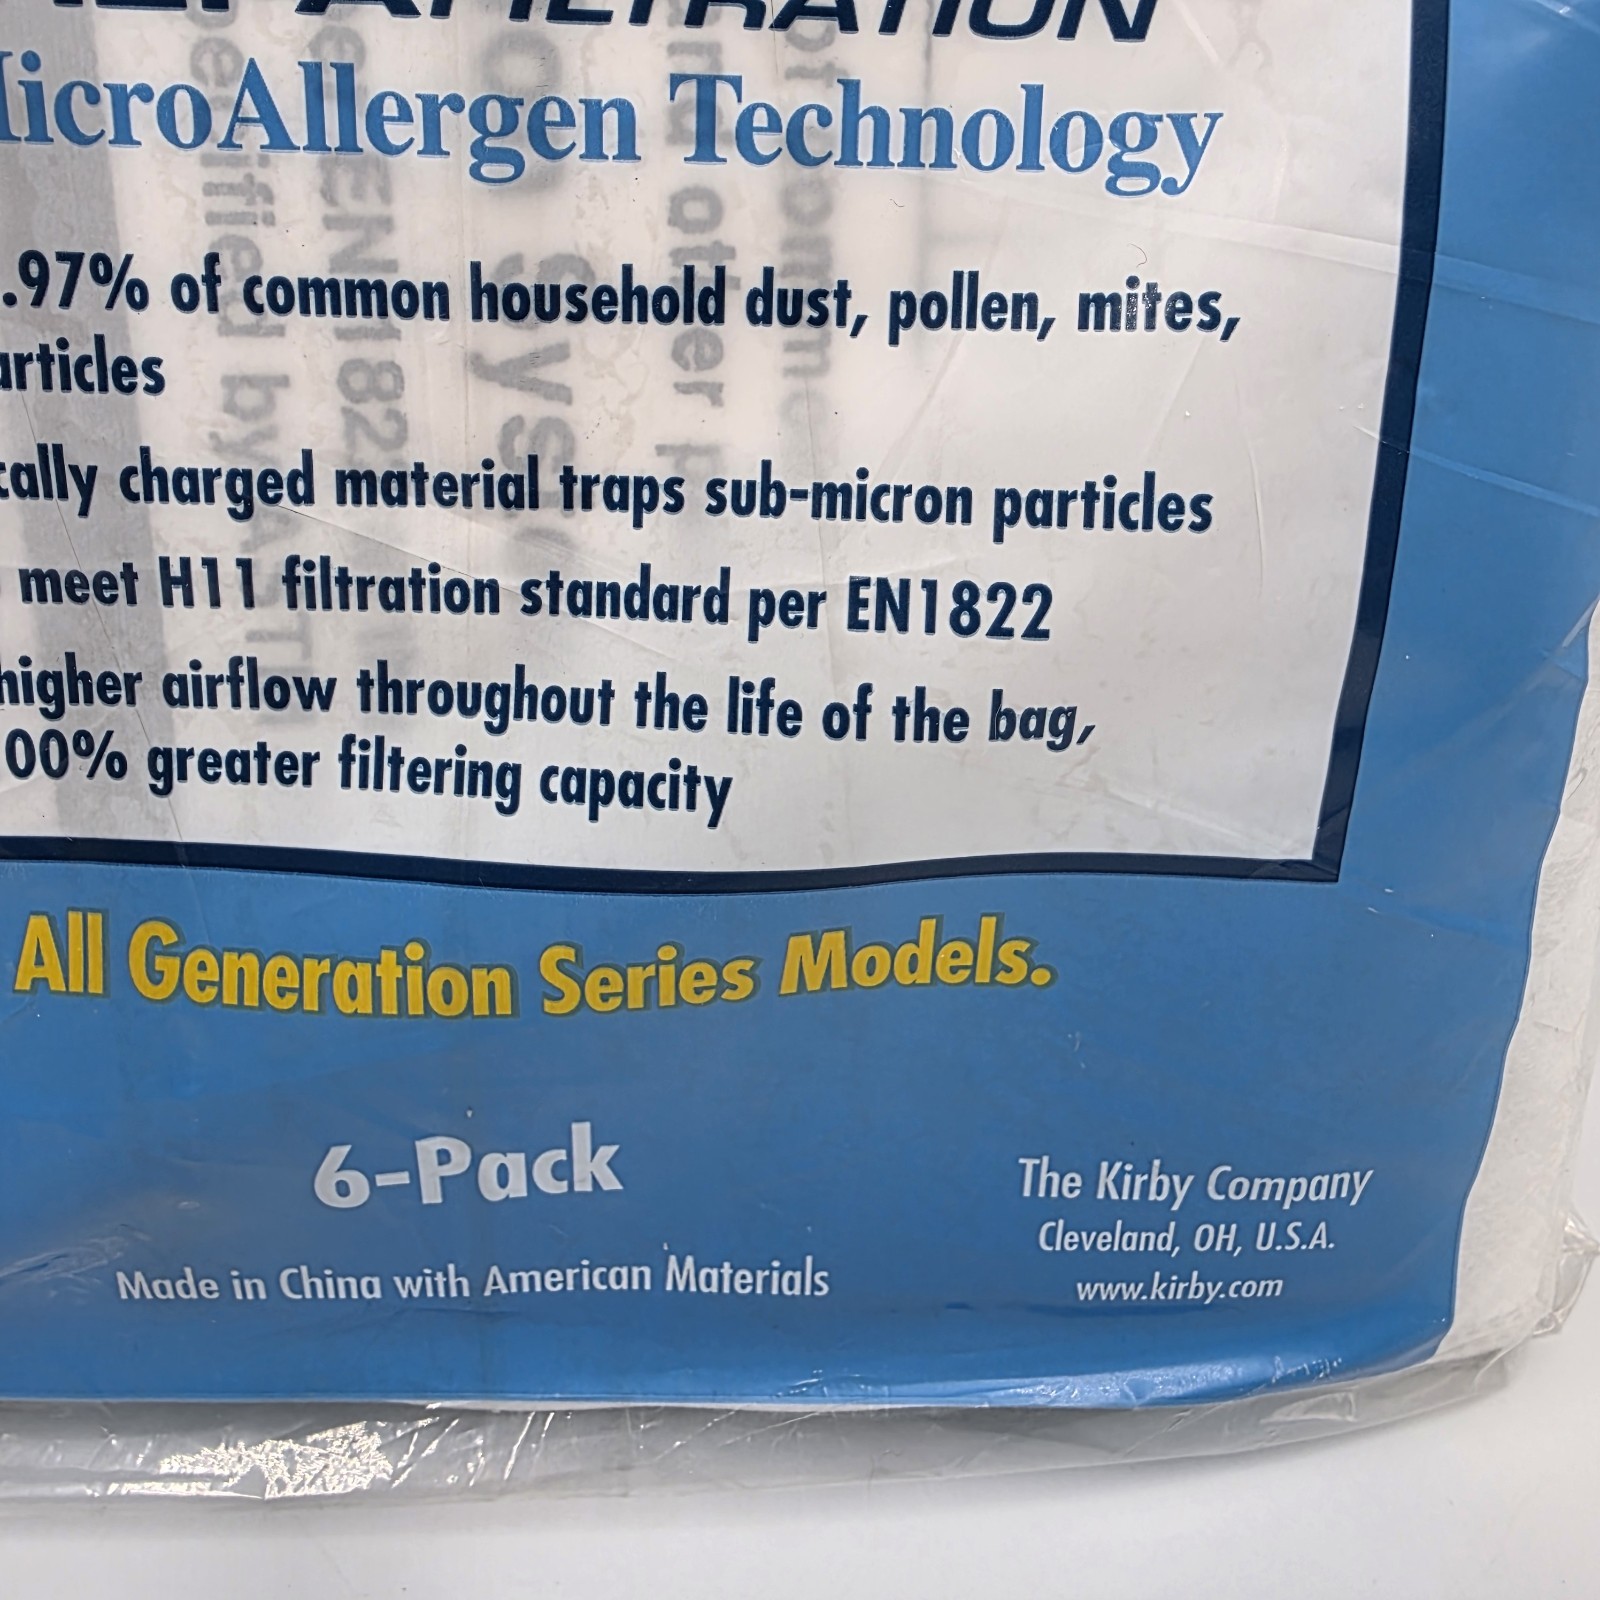 FILTRATION
MicroAllergen Technology
.97% of common household dust, pollen, mites,
articles
cally charged material traps sub-micron particles
meet H11 filtration standard per EN1822
higher airflow throughout the life of the bag,
00% greater filtering capacity
All Generation Series Models.
6-Pack
Made in China with American Materials
The Kirby Company
Cleveland, OH, U.S.A.
www.kirby.com